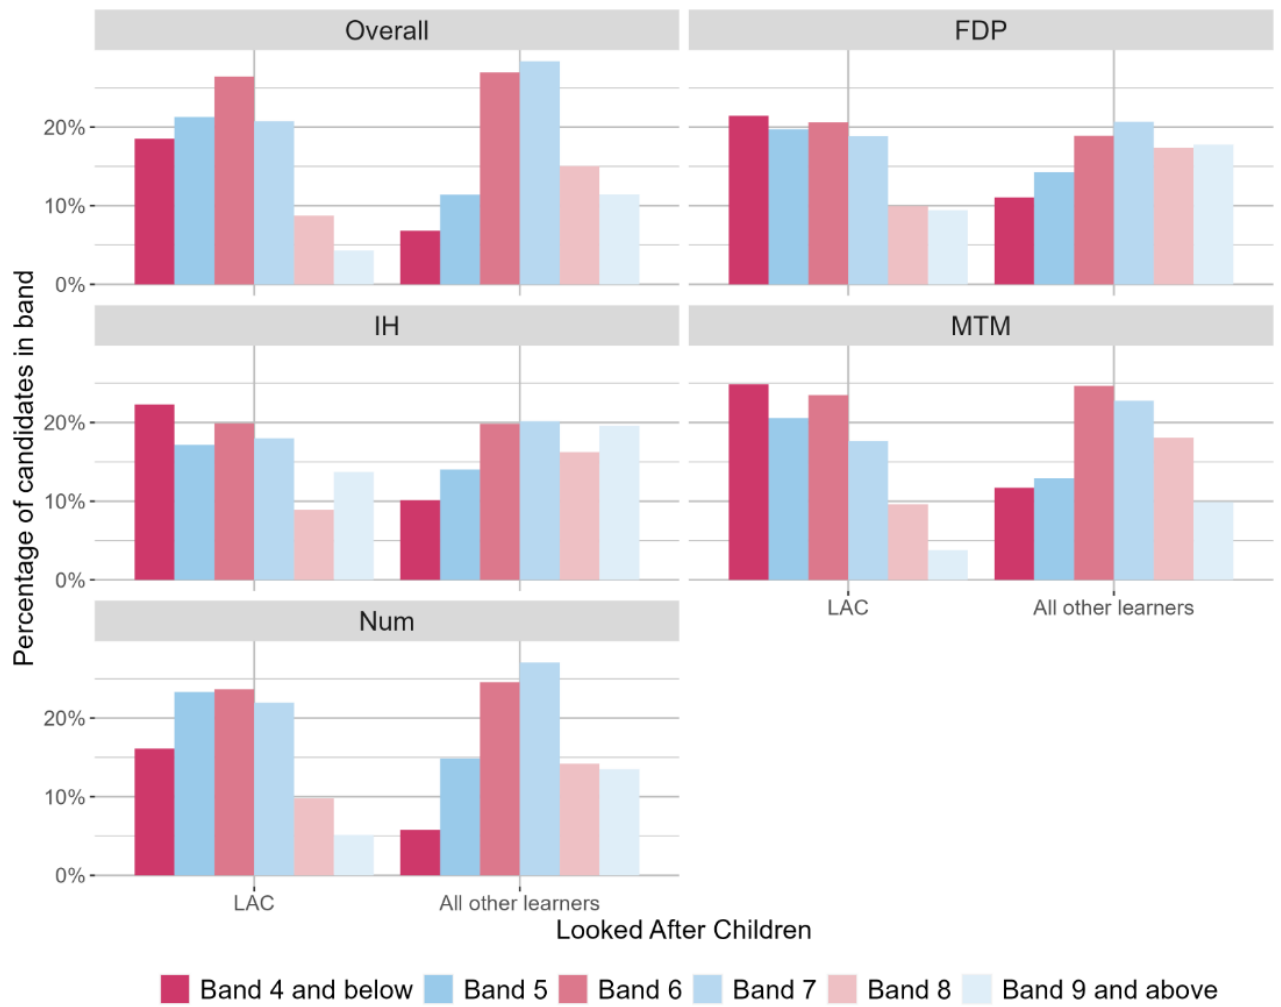 Overall
FDP
20%
10%
0%
IH
MTM
20%
10%
0%
LAC
All other learners
Num
20%
10%
0%
LAC
All other learners
Percentage of candidates in band
Looked After Children
Band 4 and below
Band 5
Band 6
Band 7
Band 8
Band 9 and above